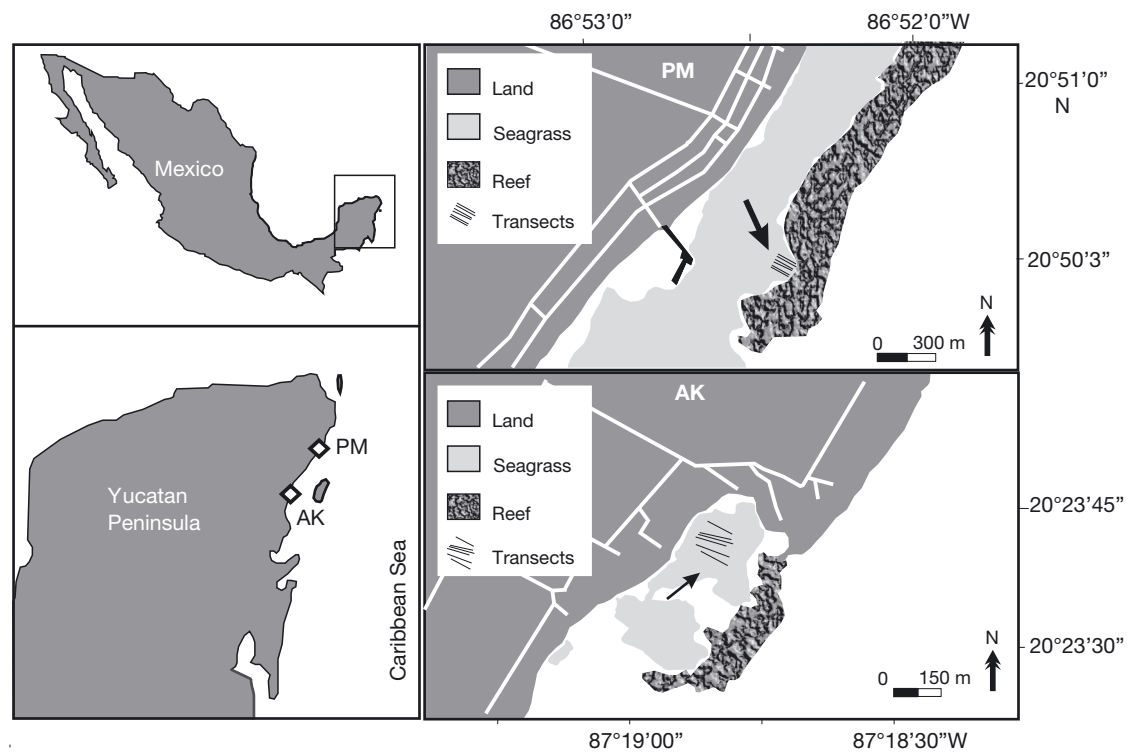 86°53’0” 86°52’0”W
Mexico
PM
Land
Seagrass
Reef
Transects
20°51’0”
N
20°50’3”
N
0 300 m
Yucatan
Peninsula
PM
AK
Caribbean Sea
AK
Land
Seagrass
Reef
Transects
20°23’45”
20°23’30”
N
0 150 m
87°19’00” 87°18’30”W